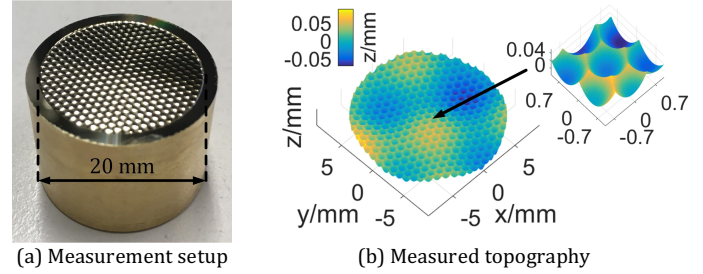 20 mm
(a) Measurement setup
0.05
0
-0.05
z/mm
z/mm
5
0
-5
y/mm
-5
0
5
x/mm
0.04
0
0.7
0
-0.7
-0.7
0
0.7
(b) Measured topography